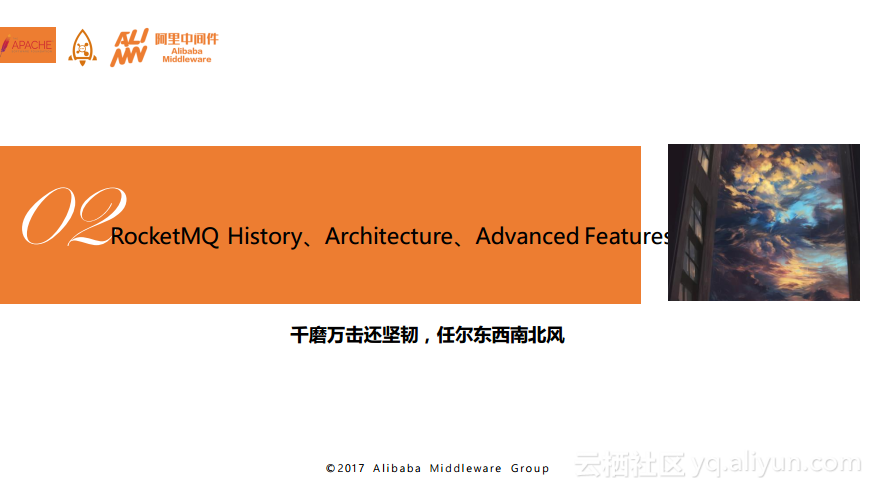 APACHE
阿里中间件
Alibaba
Middleware
02
RocketMQ History、Architecture、Advanced Features
千磨万击还坚韧，任尔东西南北风
©2017 Alibaba Middleware Group
云栖社区 yq.aliyun.com